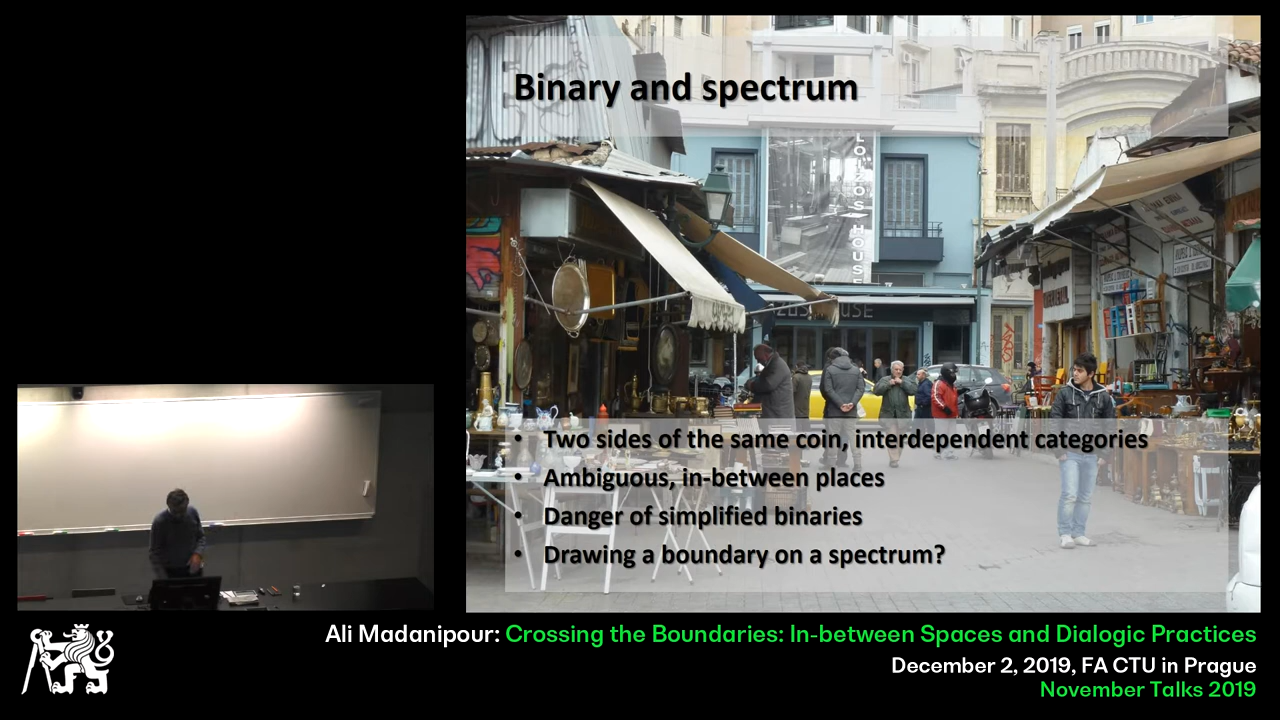 Binary and spectrum
LOIZOS HOUSE
• Two sides of the same coin, interdependent categories
• Ambiguous, in-between places
• Danger of simplified binaries
• Drawing a boundary on a spectrum?
Ali Madanipour: Crossing the Boundaries: In-between Spaces and Dialogic Practices
December 2, 2019, FA CTU in Prague
November Talks 2019